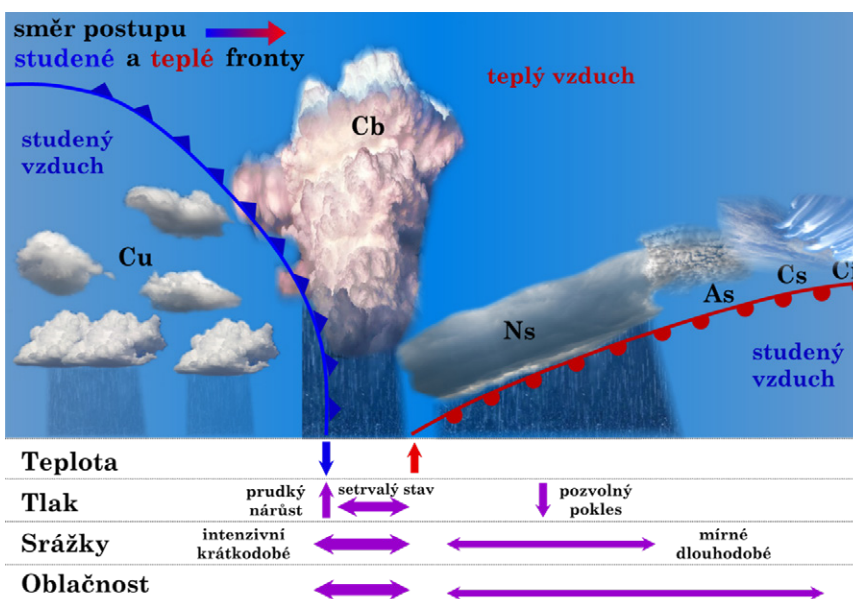 směr postupu
studené a teplé fronty
teplý vzduch
studený
vzduch
Cb
Cu
Ns
As
Cs
Ci
studený
vzduch
Teplota
Tlak
prudký
nárůst
setrvalý stav
pozvolný
pokles
Srážky
intenzivní
krátkodobé
mírné
dlouhodobé
Oblačnost